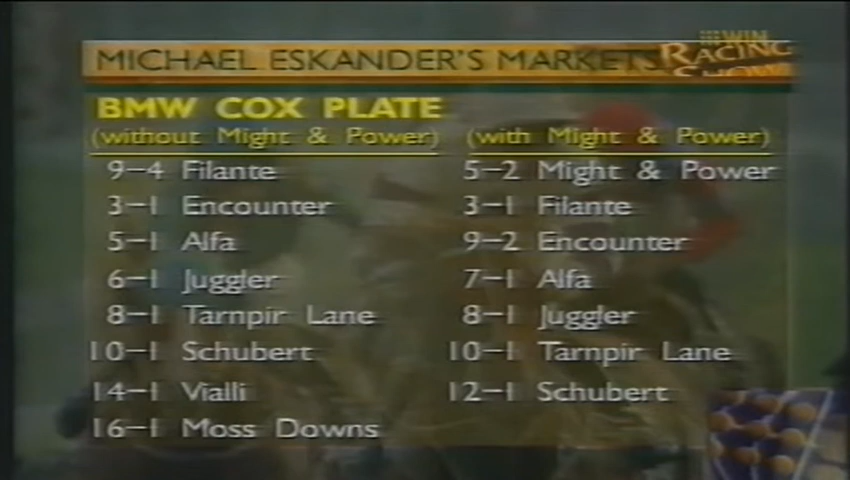 WIN
MICHAEL ESKANDER'S MARKETS
RACING
SHOW
BMW COX PLATE
(without Might & Power)
9-4 Filante
3-1 Encounter
5-1 Alfa
6-1 Juggler
8-1 Tarnpir Lane
10-1 Schubert
14-1 Vialli
16-1 Moss Downs
(with Might & Power)
5-2 Might & Power
3-1 Filante
9-2 Encounter
7-1 Alfa
8-1 Juggler
10-1 Tarnpir Lane
12-1 Schubert